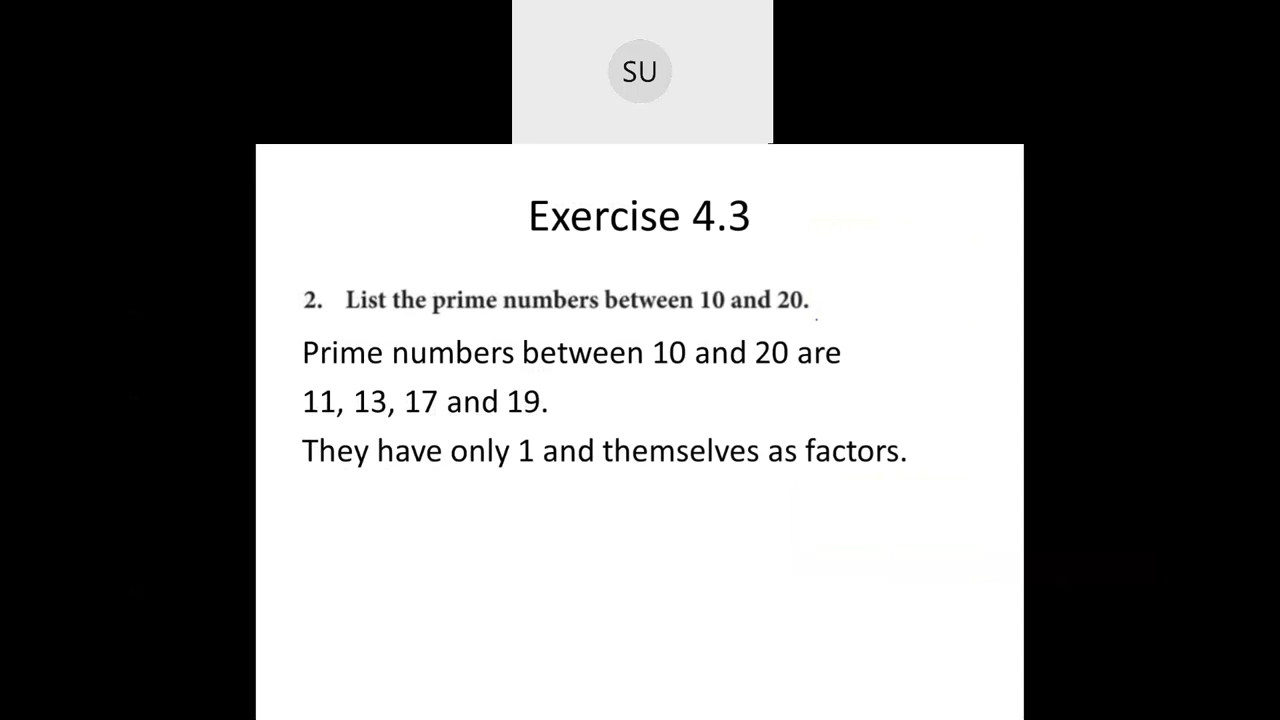 SU
Exercise 4.3
2. List the prime numbers between 10 and 20.
Prime numbers between 10 and 20 are
11, 13, 17 and 19.
They have only 1 and themselves as factors.